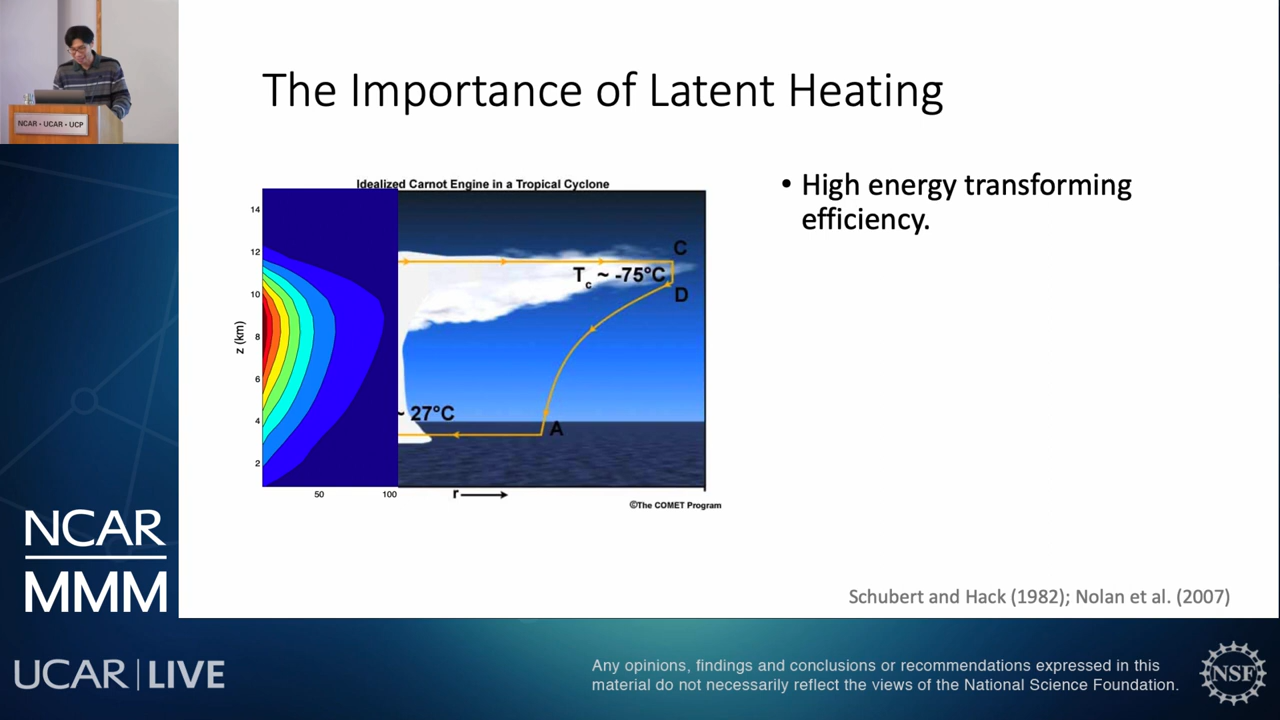 NCAR • UCAR • UCP
The Importance of Latent Heating
Idealized Carnot Engine in a Tropical Cyclone
• High energy transforming
efficiency.
14
12
10
8
6
4
2
z (km)
C
Tc ~ -75°C
D
~ 27°C
A
50
100
r
©The COMET Program
Schubert and Hack (1982); Nolan et al. (2007)
NCAR
MMM
UCAR | LIVE
Any opinions, findings and conclusions or recommendations expressed in this
material do not necessarily reflect the views of the National Science Foundation.
NSF